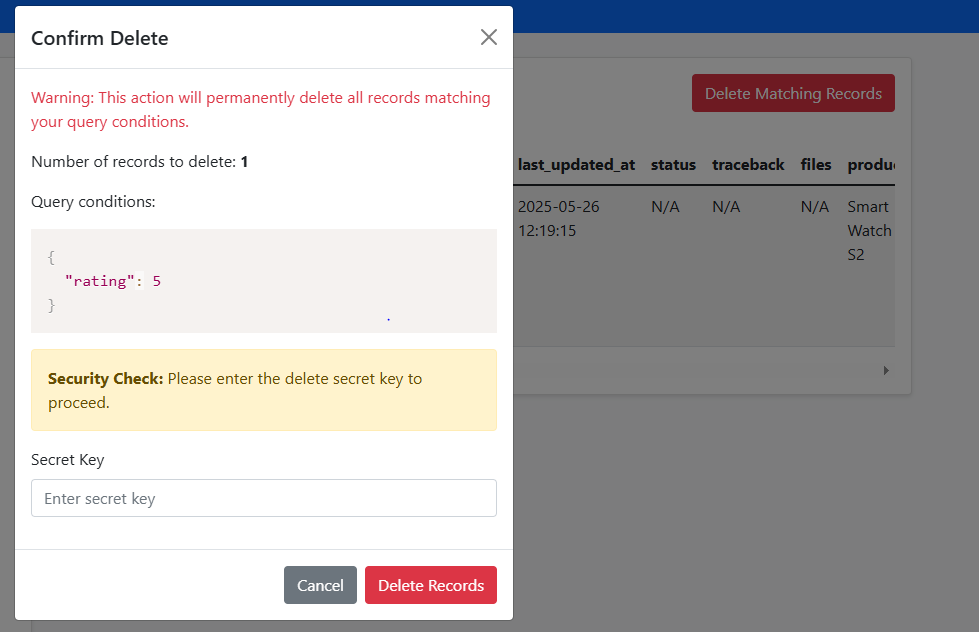 Confirm Delete
Warning: This action will permanently delete all records matching
your query conditions.
Number of records to delete: 1
Query conditions:
{
"rating": 5
}
Security Check: Please enter the delete secret key to
proceed.
Secret Key
Enter secret key
Cancel Delete Records
Delete Matching Records
last_updated_at status traceback files
2025-05-26 N/A N/A N/A Smart
12:19:15 Watch
S2